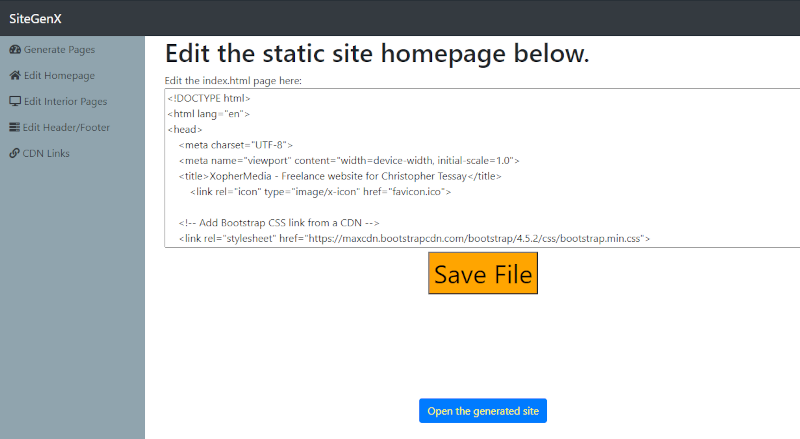 SiteGenX
Generate Pages
Edit Homepage
Edit Interior Pages
Edit Header/Footer
CDN Links
Edit the static site homepage below.
Edit the index.html page here:
<!DOCTYPE html>
<html lang="en">
<head>
    <meta charset="UTF-8">
    <meta name="viewport" content="width=device-width, initial-scale=1.0">
    <title>XopherMedia - Freelance website for Christopher Tessay</title>
        <link rel="icon" type="image/x-icon" href="favicon.ico">
    <!-- Add Bootstrap CSS link from a CDN -->
    <link rel="stylesheet" href="https://maxcdn.bootstrapcdn.com/bootstrap/4.5.2/css/bootstrap.min.css">
Save File
Open the generated site